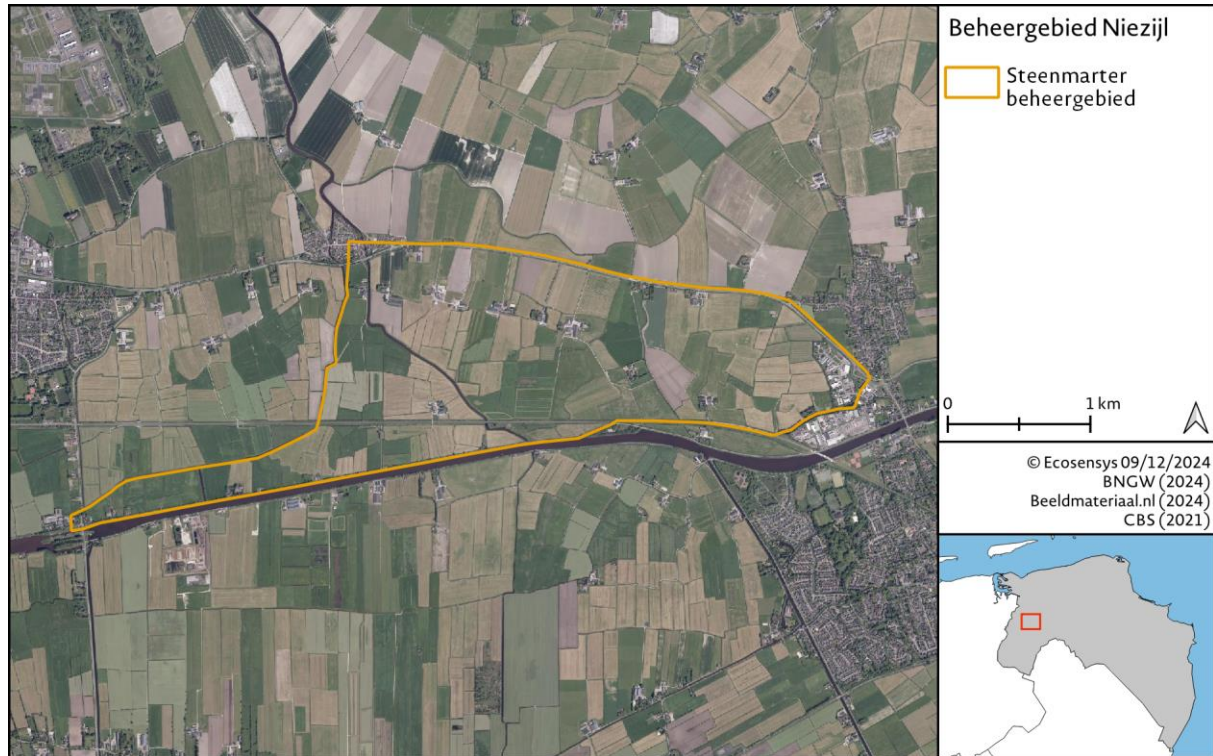 Beheergebied Niezijl
Steenmarter
beheergebied
0 1 km
© Ecosensys 09/12/2024
BNGW (2024)
Beeldmateriaal.nl (2024)
CBS (2021)